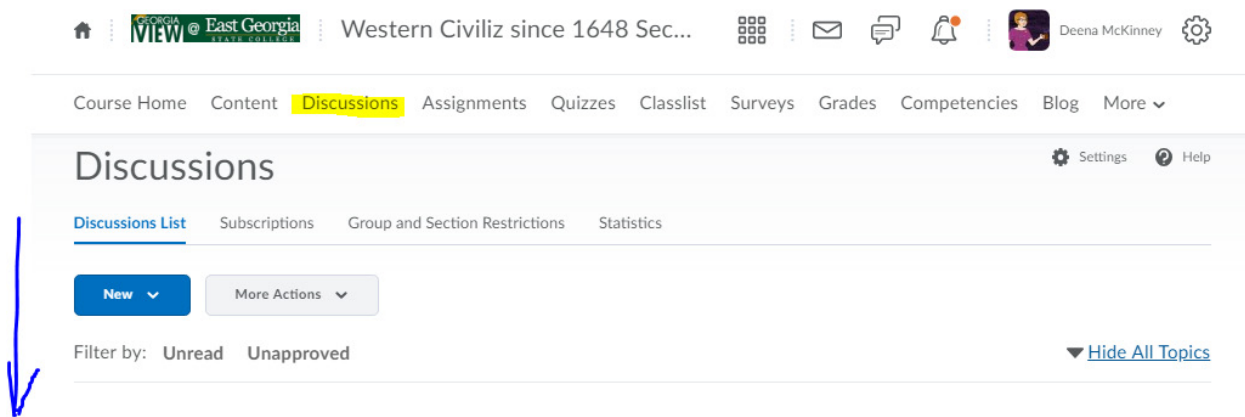 GEORGIA VIEW @ East Georgia STATE COLLEGE Western Civiliz since 1648 Sec... Deena McKinney
Course Home Content Discussions Assignments Quizzes Classlist Surveys Grades Competencies Blog More
Discussions Settings Help
Discussions List Subscriptions Group and Section Restrictions Statistics
New More Actions
Filter by: Unread Unapproved Hide All Topics